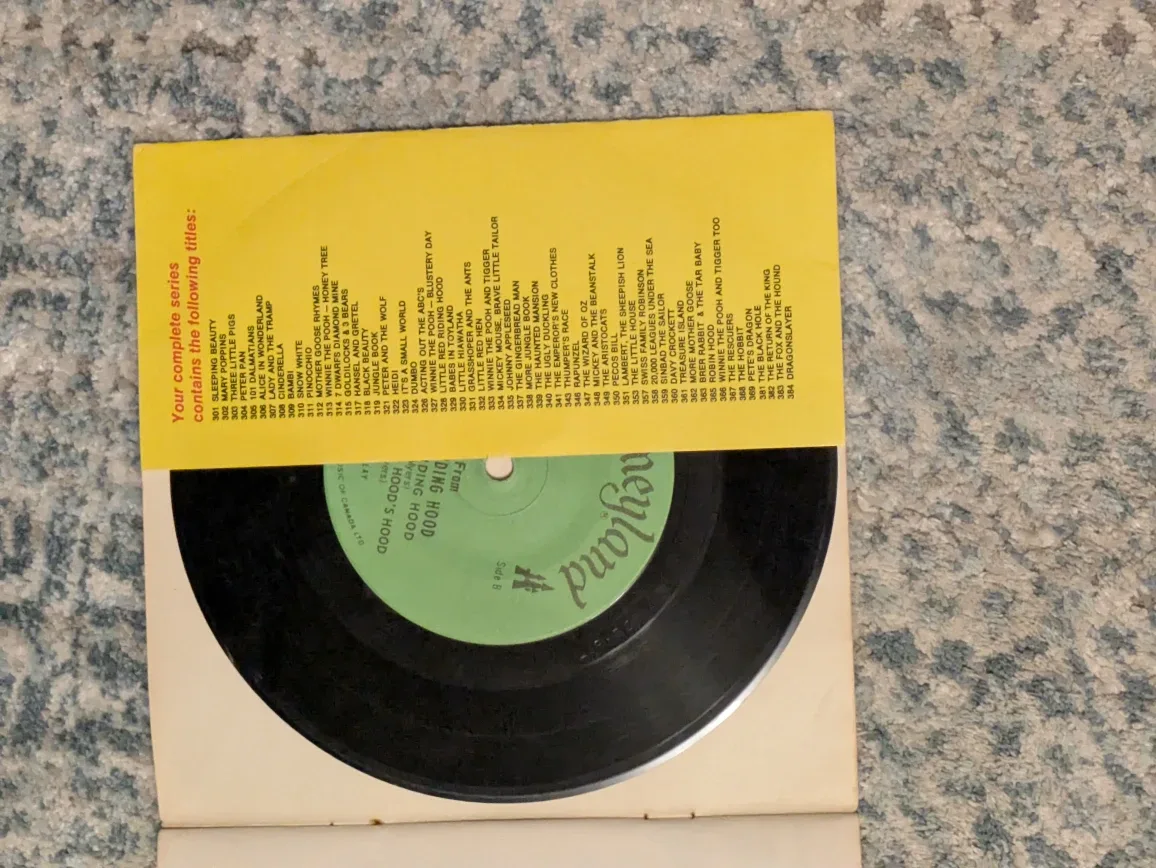 Your complete series
contains the following titles:
301 SLEEPING BEAUTY
302 MARY POPPINS
303 THREE LITTLE PIGS
304 PETER PAN
305 101 DALMATIANS
306 ALICE IN WONDERLAND
307 LADY AND THE TRAMP
308 CINDERELLA
309 BAMBI
310 SNOW WHITE
311 PINOCCHIO
312 MOTHER GOOSE RHYMES
313 WINNIE THE POOH — HONEY TREE
314 7 DWARFS DIAMOND MINE
315 GOLDILOCKS & 3 BEARS
317 HANSEL AND GRETEL
318 BLACK BEAUTY
319 JUNGLE BOOK
321 PETER AND THE WOLF
322 HEIDI
323 IT'S A SMALL WORLD
324 DUMBO
326 ACTING OUT THE ABC'S
327 WINNIE THE POOH — BLUSTERY DAY
328 LITTLE RED RIDING HOOD
329 BABES IN TOYLAND
330 LITTLE HIAWATHA
331 GRASSHOPPER AND THE ANTS
332 LITTLE RED HEN
333 WINNIE THE POOH AND TIGGER
334 MICKEY MOUSE, BRAVE LITTLE TAILOR
335 JOHNNY APPLESEED
337 THE GINGERBREAD MAN
338 MORE JUNGLE BOOK
339 THE HAUNTED MANSION
340 THE UGLY DUCKLING
341 THE EMPEROR'S NEW CLOTHES
343 THUMPER'S RACE
345 RAPUNZEL
347 THE WIZARD OF OZ
348 MICKEY AND THE BEANSTALK
349 THE ARISTOCATS
350 PECOS BILL
351 LAMBERT, THE SHEEPISH LION
353 THE LITTLE HOUSE
357 SWISS FAMILY ROBINSON
358 20,000 LEAGUES UNDER THE SEA
359 SINBAD THE SAILOR
360 DAVY CROCKETT
361 TREASURE ISLAND
362 MORE MOTHER GOOSE
363 BRER RABBIT & THE TAR BABY
365 ROBIN HOOD
366 WINNIE THE POOH AND TIGGER TOO
367 THE RESCUERS
368 THE HOBBIT
369 PETE'S DRAGON
381 THE BLACK HOLE
382 THE RETURN OF THE KING
383 THE FOX AND THE HOUND
384 DRAGONSLAYER
neyland
Side B
From
DING HOOD
DING HOOD
HOOD'S HOOD
SIC OF CANADA LTD